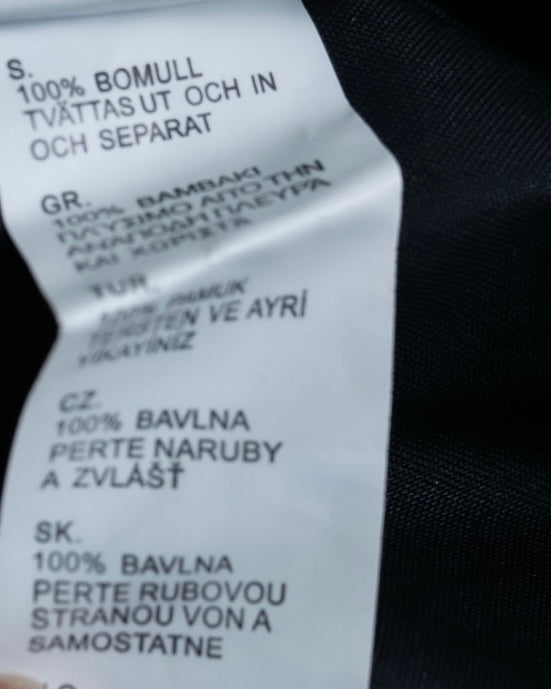 S.
100% BOMULL
TVÄTTAS UT OCH IN
OCH SEPARAT
GR.
100% BAMBAKI
ΠΛΥΣΙΜΟ ΑΠΟ ΤΗΝ
ΑΝΑΠΟΔΗ ΠΛΕΥΡΑ
ΚΑΙ ΧΩΡΙΣΤΑ
TUR.
100% PAMUK
TERSTEN VE AYRİ
YIKAYINIZ
CZ.
100% BAVLNA
PERTE NARUBY
A ZVLÁŠŤ
SK.
100% BAVLNA
PERTE RUBOVOU
STRANOU VON A
SAMOSTATNE